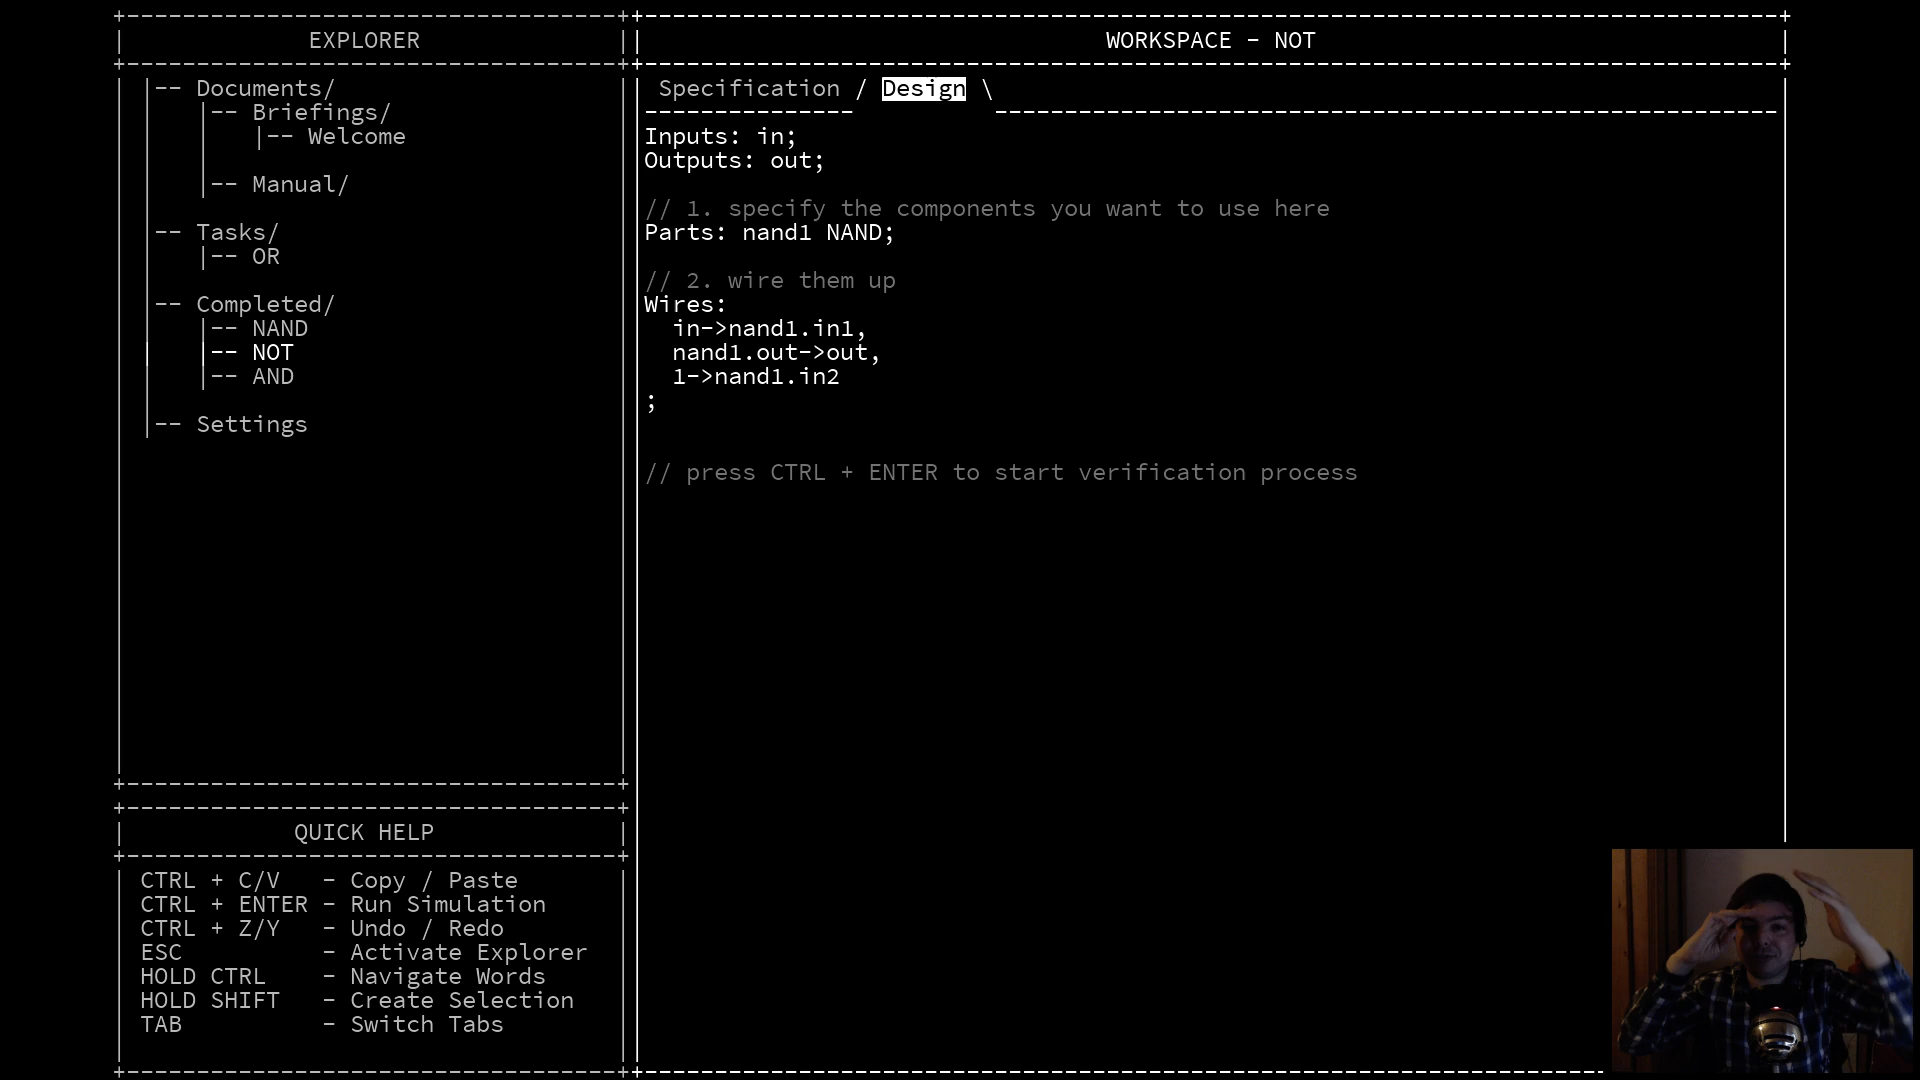 EXPLORER
|-- Documents/
|-- Briefings/
|-- Welcome
|-- Manual/
|-- Tasks/
|-- OR
|-- Completed/
|-- NAND
|-- NOT
|-- AND
|-- Settings
QUICK HELP
CTRL + C/V - Copy / Paste
CTRL + ENTER - Run Simulation
CTRL + Z/Y - Undo / Redo
ESC - Activate Explorer
HOLD CTRL - Navigate Words
HOLD SHIFT - Create Selection
TAB - Switch Tabs
WORKSPACE - NOT
Specification / Design \
Inputs: in;
Outputs: out;
// 1. specify the components you want to use here
Parts: nand1 NAND;
// 2. wire them up
Wires:
in->nand1.in1,
nand1.out->out,
1->nand1.in2
;
// press CTRL + ENTER to start verification process